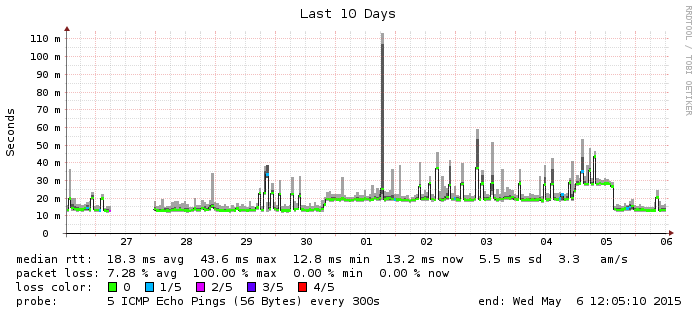 Last 10 Days
RRDTOOL / TOBI OETIKER
Seconds
110 m
100 m
90 m
80 m
70 m
60 m
50 m
40 m
30 m
20 m
10 m
0
27 28 29 30 01 02 03 04 05 06
median rtt: 18.3 ms avg 43.6 ms max 12.8 ms min 13.2 ms now 5.5 ms sd 3.3 am/s
packet loss: 7.28 % avg 100.00 % max 0.00 % min 0.00 % now
loss color: 0 1/5 2/5 3/5 4/5
probe: 5 ICMP Echo Pings (56 Bytes) every 300s end: Wed May 6 12:05:10 2015